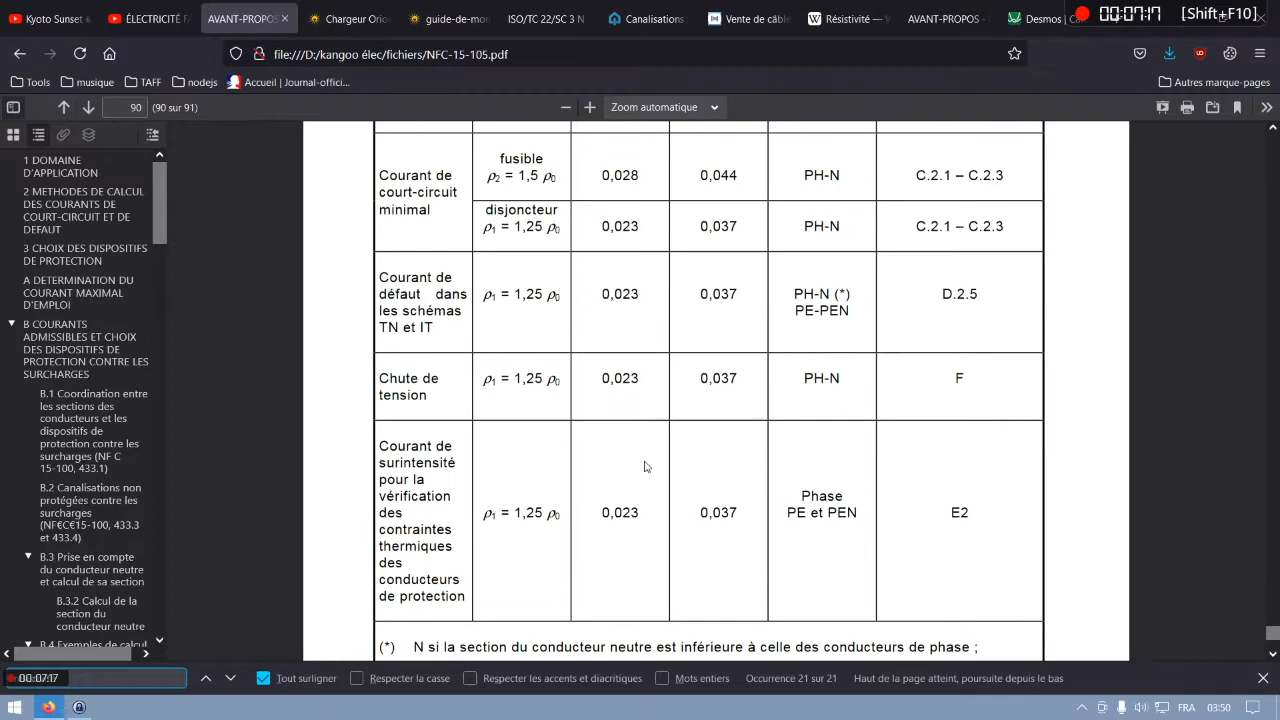 Kyoto Sunset
ÉLECTRICITÉ
AVANT-PROPOS
Chargeur
guide-de-mo
ISO/TC 22/SC 3 N
Canalisations
Vente de câble
Résistivité —
AVANT-PROPOS
Desmos |
00:07:17
[Shift+F10]
file:///D:/kangoo élec/fichiers/NFC-15-105.pdf
Tools
musique
TAFF
nodejs
Accueil | Journal-offici…
Autres marque-pages
90
(90 sur 91)
Zoom automatique
1 DOMAINE
D'APPLICATION
2 METHODES DE CALCUL
DES COURANTS DE
COURT-CIRCUIT ET DE
DEFAUT
3 CHOIX DES DISPOSITIFS
DE PROTECTION
A DETERMINATION DU
COURANT MAXIMAL
D'EMPLOI
B COURANTS
ADMISSIBLES ET CHOIX
DES DISPOSITIFS DE
PROTECTION CONTRE LES
SURCHARGES
B.1 Coordination entre
les sections des
conducteurs et les
dispositifs de
protection contre les
surcharges (NF C
15-100, 433.1)
B.2 Canalisations non
protégées contre les
surcharges
(NF€C€15-100, 433.3
et 433.4)
B.3 Prise en compte
du conducteur neutre
et calcul de sa section
B.3.2 Calcul de la
section du
conducteur neutre
B.4 Exemples de calcul
Courant de
court-circuit
minimal
fusible
ρ2 = 1,5 ρ0
0,028
0,044
PH-N
C.2.1 – C.2.3
disjoncteur
ρ1 = 1,25 ρ0
0,023
0,037
PH-N
C.2.1 – C.2.3
Courant de
défaut dans
les schémas
TN et IT
ρ1 = 1,25 ρ0
0,023
0,037
PH-N (*)
PE-PEN
D.2.5
Chute de
tension
ρ1 = 1,25 ρ0
0,023
0,037
PH-N
F
Courant de
surintensité
pour la
vérification
des
contraintes
thermiques
des
conducteurs
de protection
ρ1 = 1,25 ρ0
0,023
0,037
Phase
PE et PEN
E2
(*) N si la section du conducteur neutre est inférieure à celle des conducteurs de phase ;
00:07:17
Tout surligner
Respecter la casse
Respecter les accents et diacritiques
Mots entiers
Occurrence 21 sur 21
Haut de la page atteint, poursuite depuis le bas
FRA
03:50